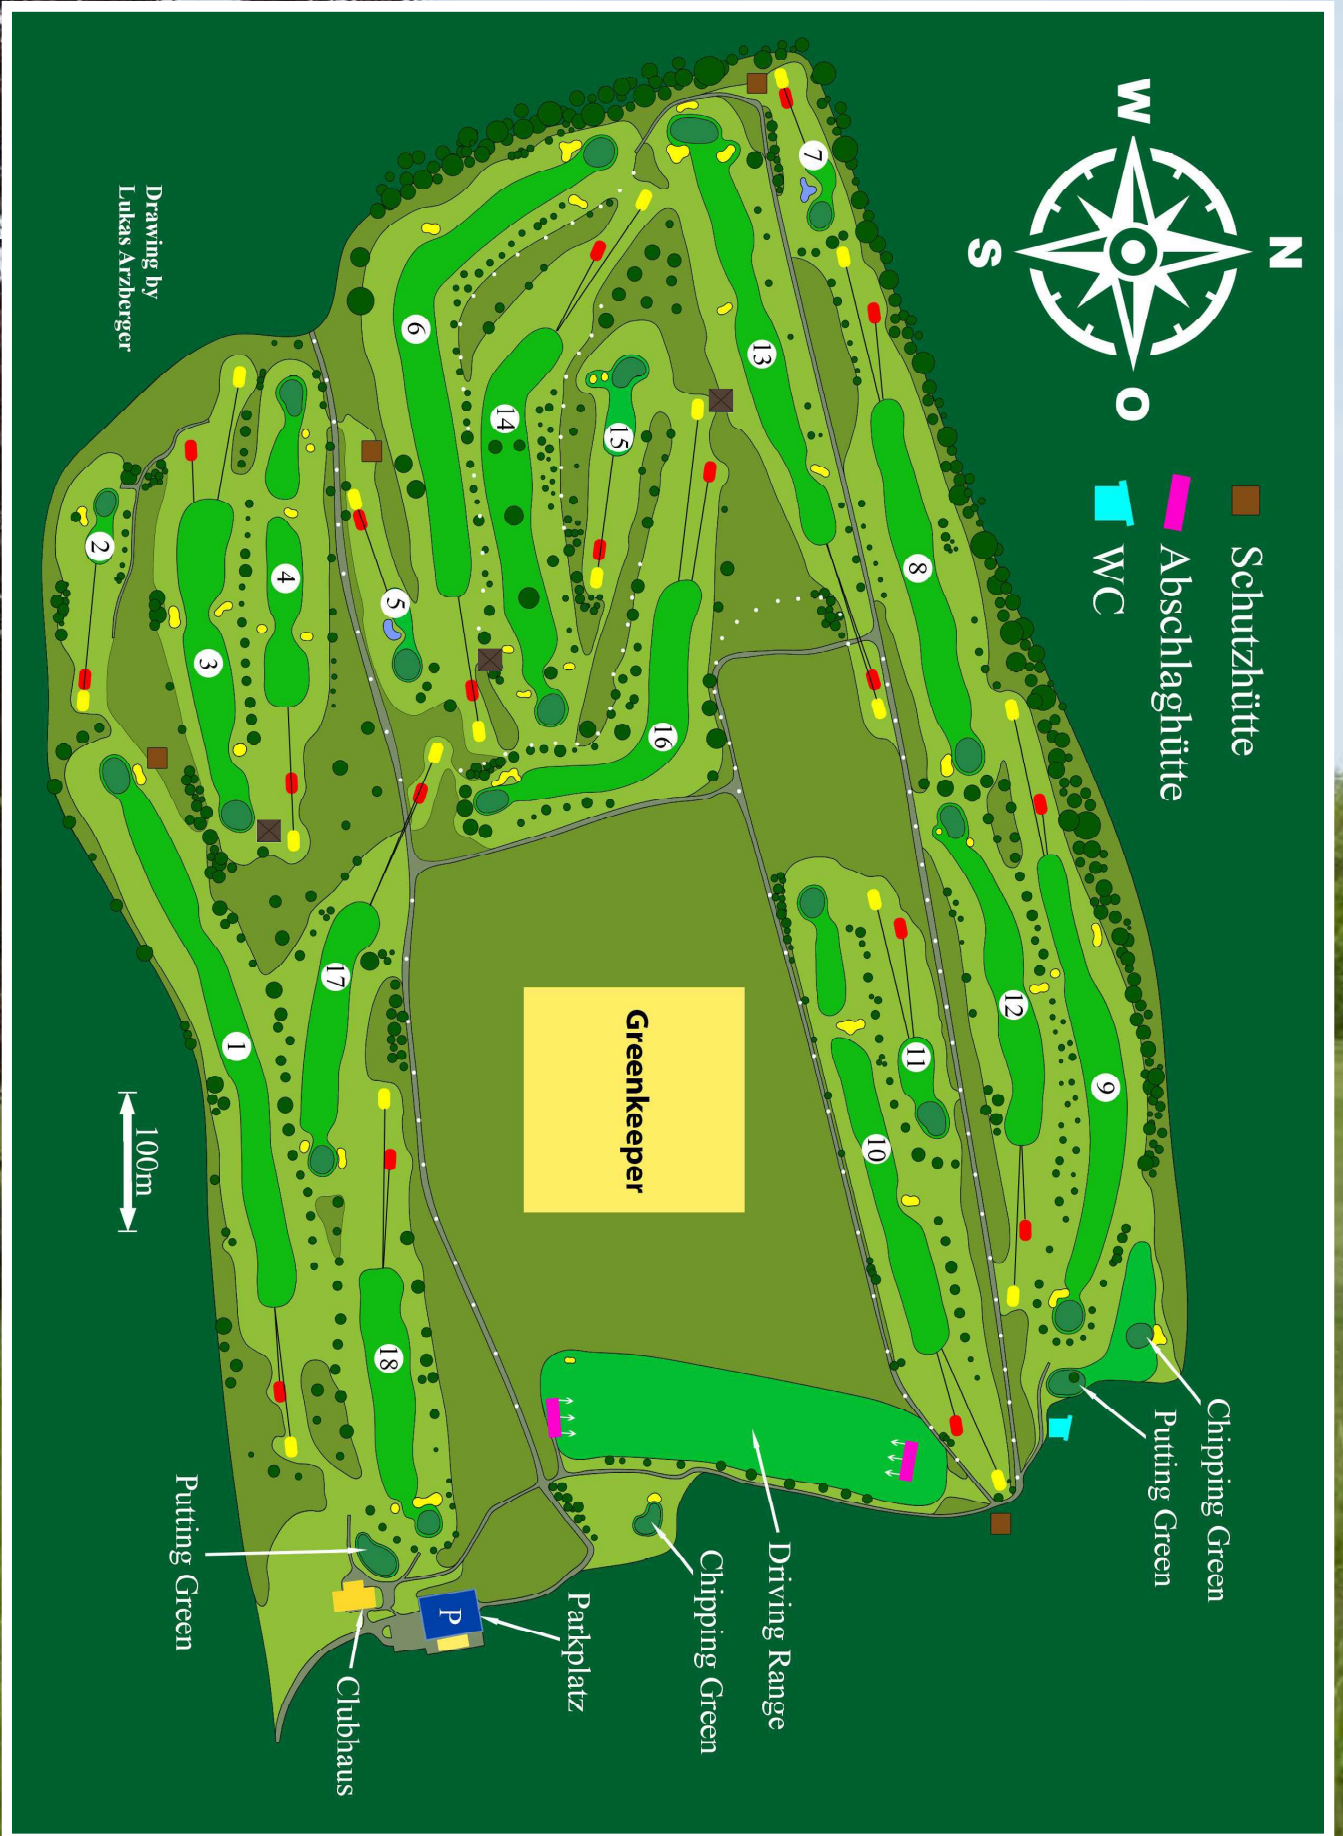 N
W
O
S
Schutzhütte
Abschlaghütte
WC
7
8
13
6
14
15
16
5
4
3
2
1
17
18
9
12
11
10
Greenkeeper
Chipping Green
Putting Green
Driving Range
Chipping Green
Parkplatz
P
Clubhaus
Putting Green
100m
Drawing by
Lukas Arzberger